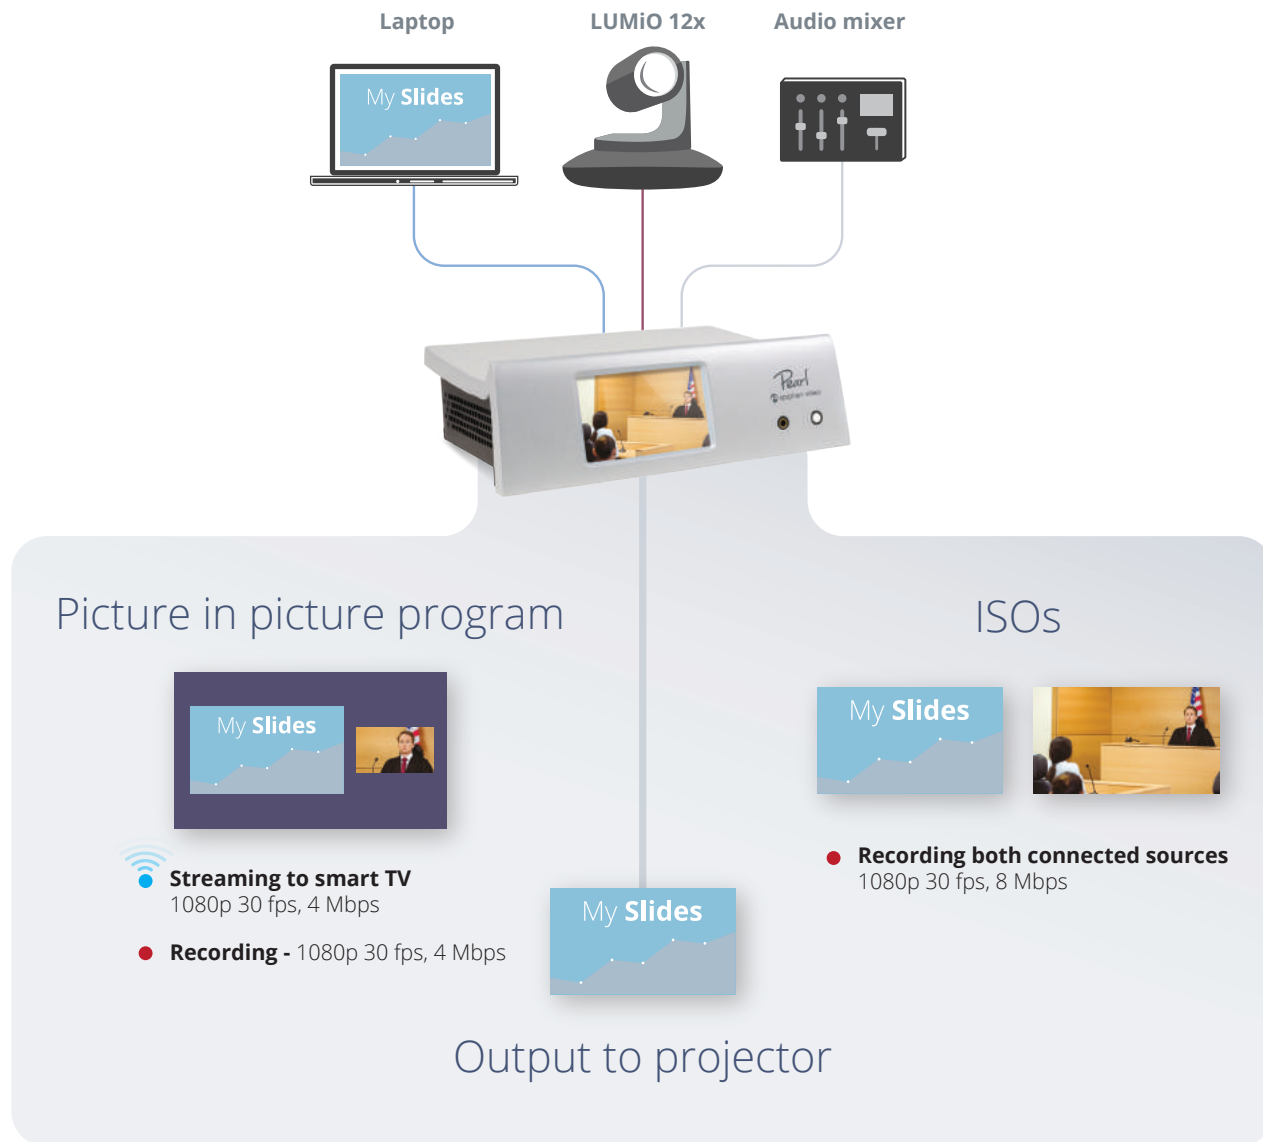 Laptop
LUMiO 12x
Audio mixer
My Slides
Pearl
epiphan video
Picture in picture program
ISOs
My Slides
My Slides
Streaming to smart TV
1080p 30 fps, 4 Mbps
Recording - 1080p 30 fps, 4 Mbps
Recording both connected sources
1080p 30 fps, 8 Mbps
My Slides
Output to projector